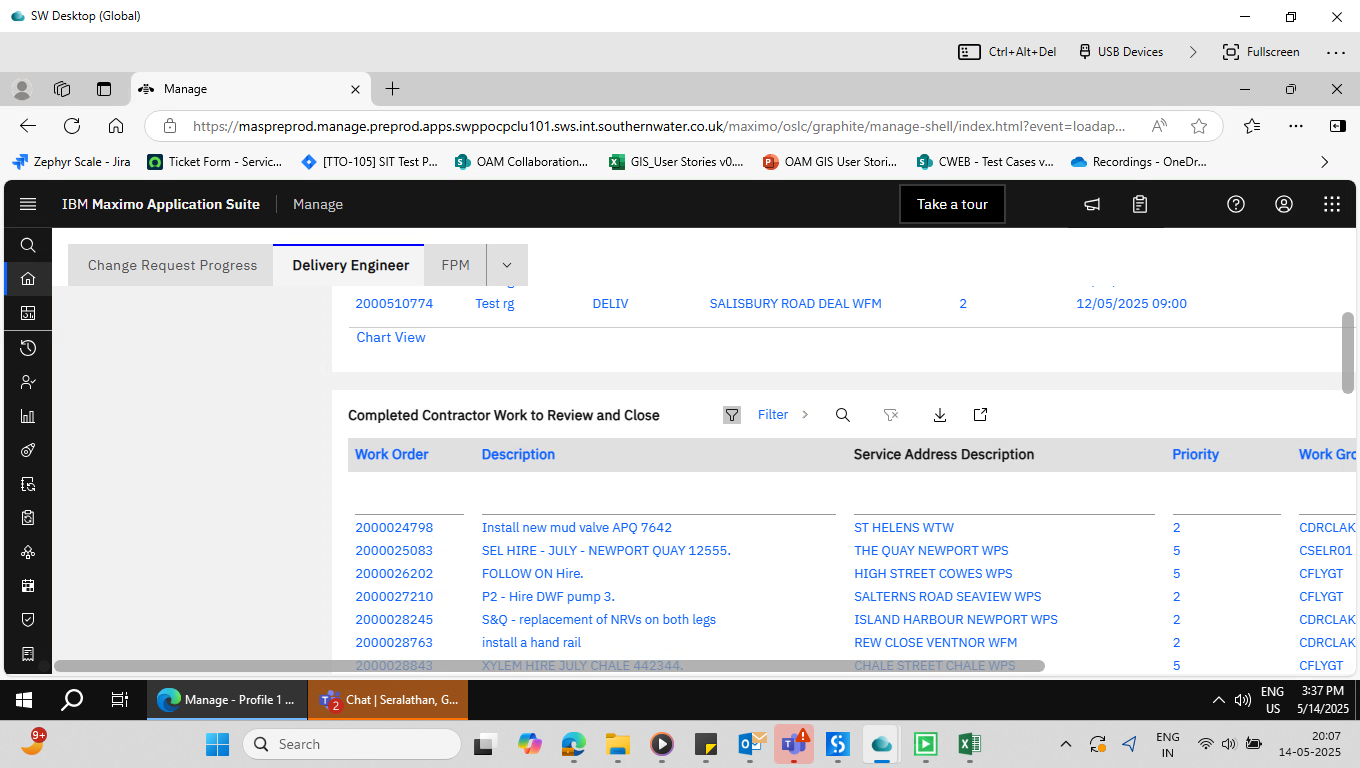 SW Desktop (Global)
Ctrl+Alt+Del
USB Devices
Fullscreen
Manage
https://maspreprod.manage.preprod.apps.swppocpclu101.sws.int.southernwater.co.uk/maximo/oslc/graphite/manage-shell/index.html?event=loadap...
Zephyr Scale - Jira
Ticket Form - Servic...
[TTO-105] SIT Test P...
OAM Collaboration...
GIS_User Stories v0....
OAM GIS User Stori...
CWEB - Test Cases v...
Recordings - OneDr...
IBM Maximo Application Suite
Manage
Take a tour
Change Request Progress
Delivery Engineer
FPM
2000510774 Test rg DELIV SALISBURY ROAD DEAL WFM 2 12/05/2025 09:00
Chart View
Completed Contractor Work to Review and Close
Filter
Work Order Description Service Address Description Priority Work Gro
2000024798 Install new mud valve APQ 7642 ST HELENS WTW 2 CDRCLAK
2000025083 SEL HIRE - JULY - NEWPORT QUAY 12555. THE QUAY NEWPORT WPS 5 CSELR01
2000026202 FOLLOW ON Hire. HIGH STREET COWES WPS 5 CFLYGT
2000027210 P2 - Hire DWF pump 3. SALTERNS ROAD SEAVIEW WPS 2 CFLYGT
2000028245 S&Q - replacement of NRVs on both legs ISLAND HARBOUR NEWPORT WPS 2 CDRCLAK
2000028763 install a hand rail REW CLOSE VENTNOR WFM 2 CDRCLAK
2000028843 XYLEM HIRE JULY CHALE 442344. CHALE STREET CHALE WPS 5 CFLYGT
Manage - Profile 1 ...
2
Chat | Seralathan, G...
ENG
US
3:37 PM
5/14/2025
9+
Search
ENG
IN
20:07
14-05-2025